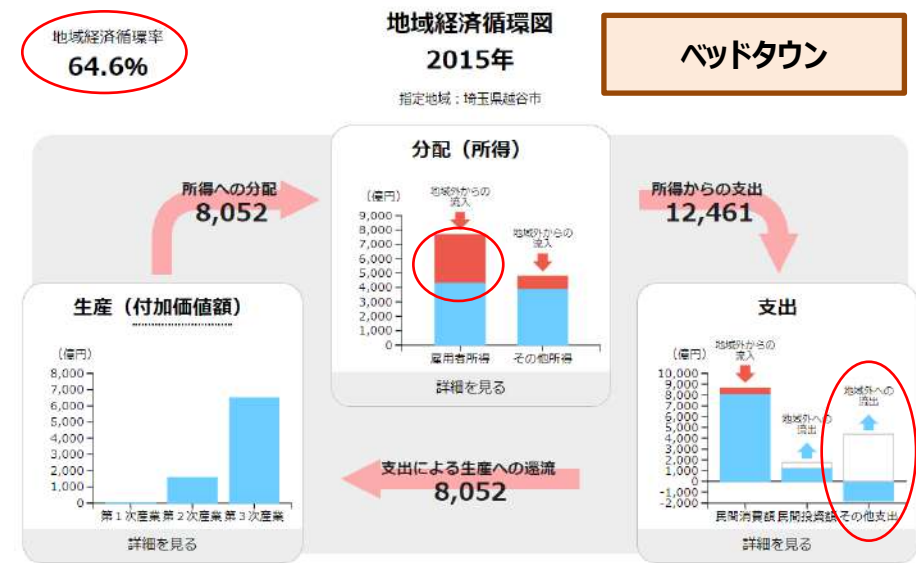 地域経済循環率
64.6%
地域経済循環図
2015年
指定地域：埼玉県越谷市
ベッドタウン
分配（所得）
（億円）
地域外からの
流入
地域外からの
流入
9,000
8,000
7,000
6,000
5,000
4,000
3,000
2,000
1,000
0
雇用者所得 その他所得
詳細を見る
所得への分配
8,052
所得からの支出
12,461
生産（付加価値額）
（億円）
8,000
7,000
6,000
5,000
4,000
3,000
2,000
1,000
0
第１次産業 第２次産業 第３次産業
詳細を見る
支出による生産への還流
8,052
支出
（億円）
地域外からの
流入
地域外への
流出
地域外への
流出
10,000
9,000
8,000
7,000
6,000
5,000
4,000
3,000
2,000
1,000
0
-1,000
-2,000
民間消費額 民間投資額 その他支出
詳細を見る